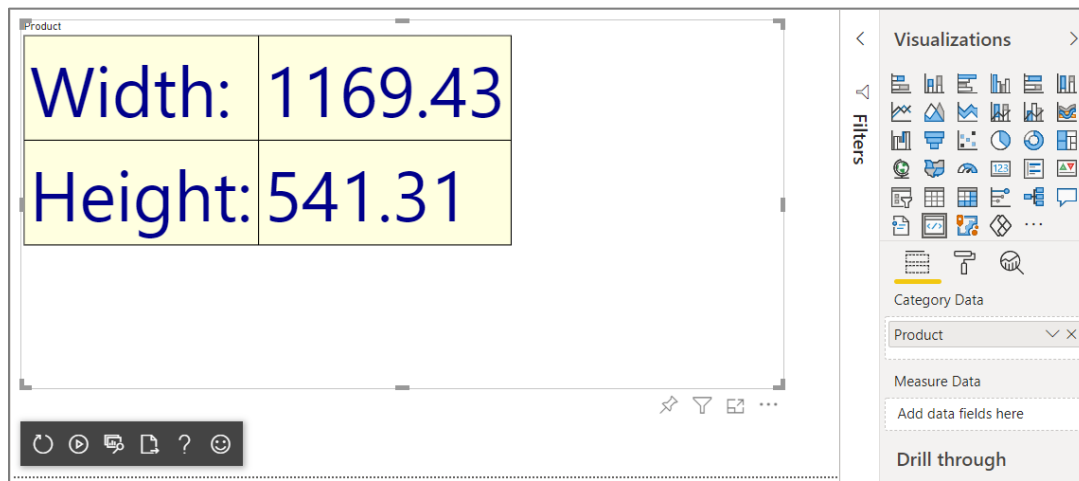 Product
Width: 1169.43
Height: 541.31
Filters
Visualizations
123
Category Data
Product
Measure Data
Add data fields here
Drill through